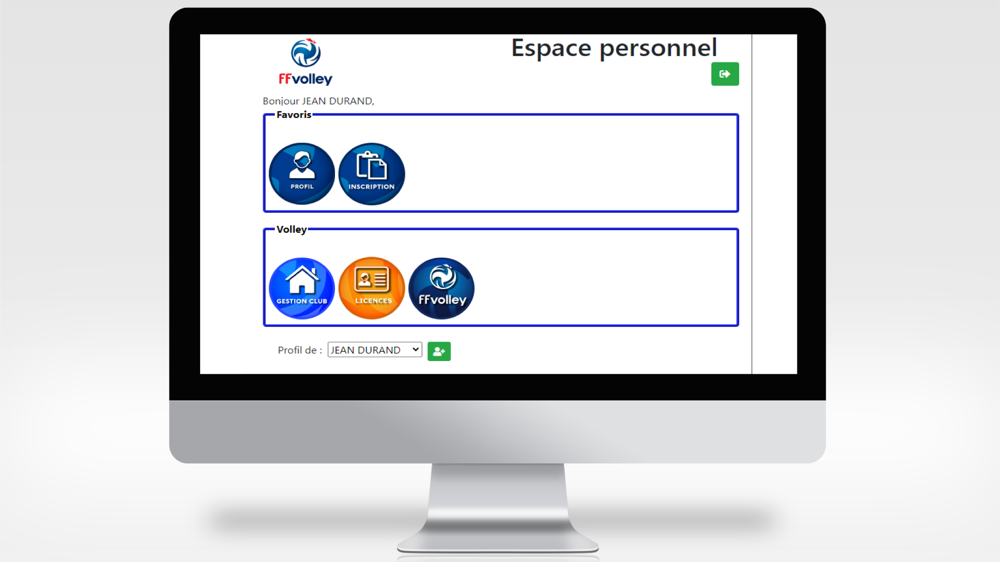 Espace personnel
FFvolley
Bonjour JEAN DURAND,
Favoris
PROFIL
INSCRIPTION
Volley
GESTION CLUB
LICENCES
FFvolley
Profil de : JEAN DURAND